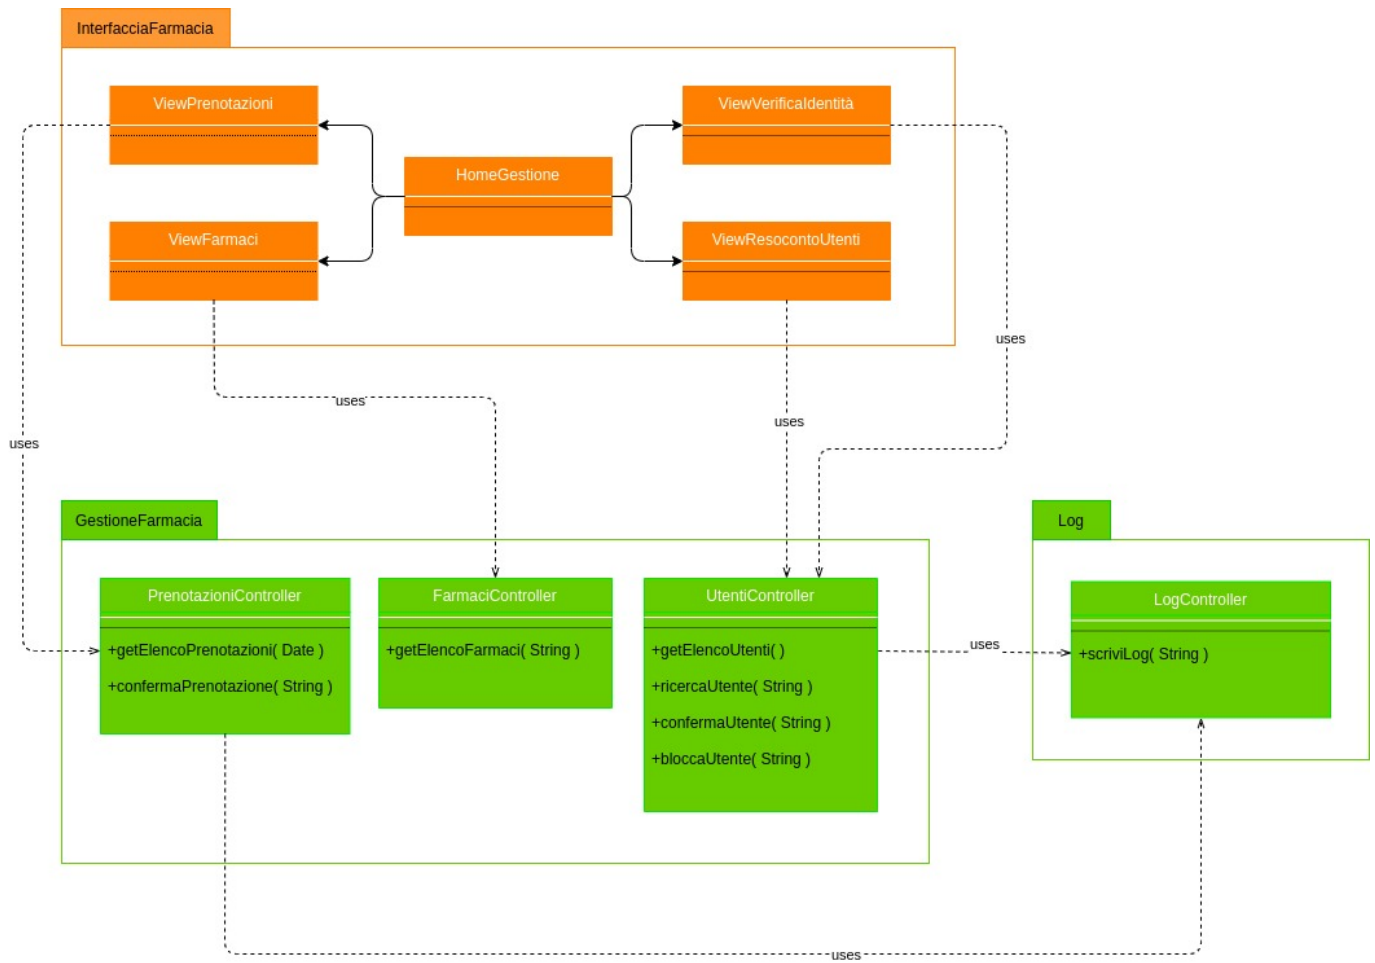 InterfacciaFarmacia
ViewPrenotazioni
ViewVerificaIdentità
HomeGestione
ViewFarmaci
ViewResocontoUtenti
uses
uses
uses
uses
GestioneFarmacia
Log
PrenotazioniController
FarmaciController
UtentiController
LogController
+getElencoPrenotazioni( Date )
+confermaPrenotazione( String )
+getElencoFarmaci( String )
+getElencoUtenti( )
+ricercaUtente( String )
+confermaUtente( String )
+bloccaUtente( String )
uses
+scriviLog( String )
uses